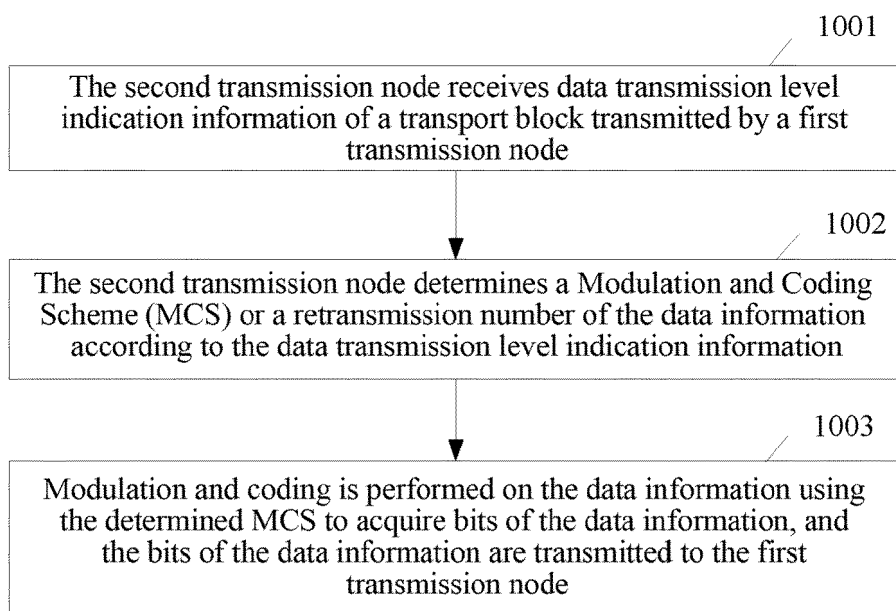 1001
The second transmission node receives data transmission level
indication information of a transport block transmitted by a first
transmission node
1002
The second transmission node determines a Modulation and Coding
Scheme (MCS) or a retransmission number of the data information
according to the data transmission level indication information
1003
Modulation and coding is performed on the data information using
the determined MCS to acquire bits of the data information, and
the bits of the data information are transmitted to the first
transmission node